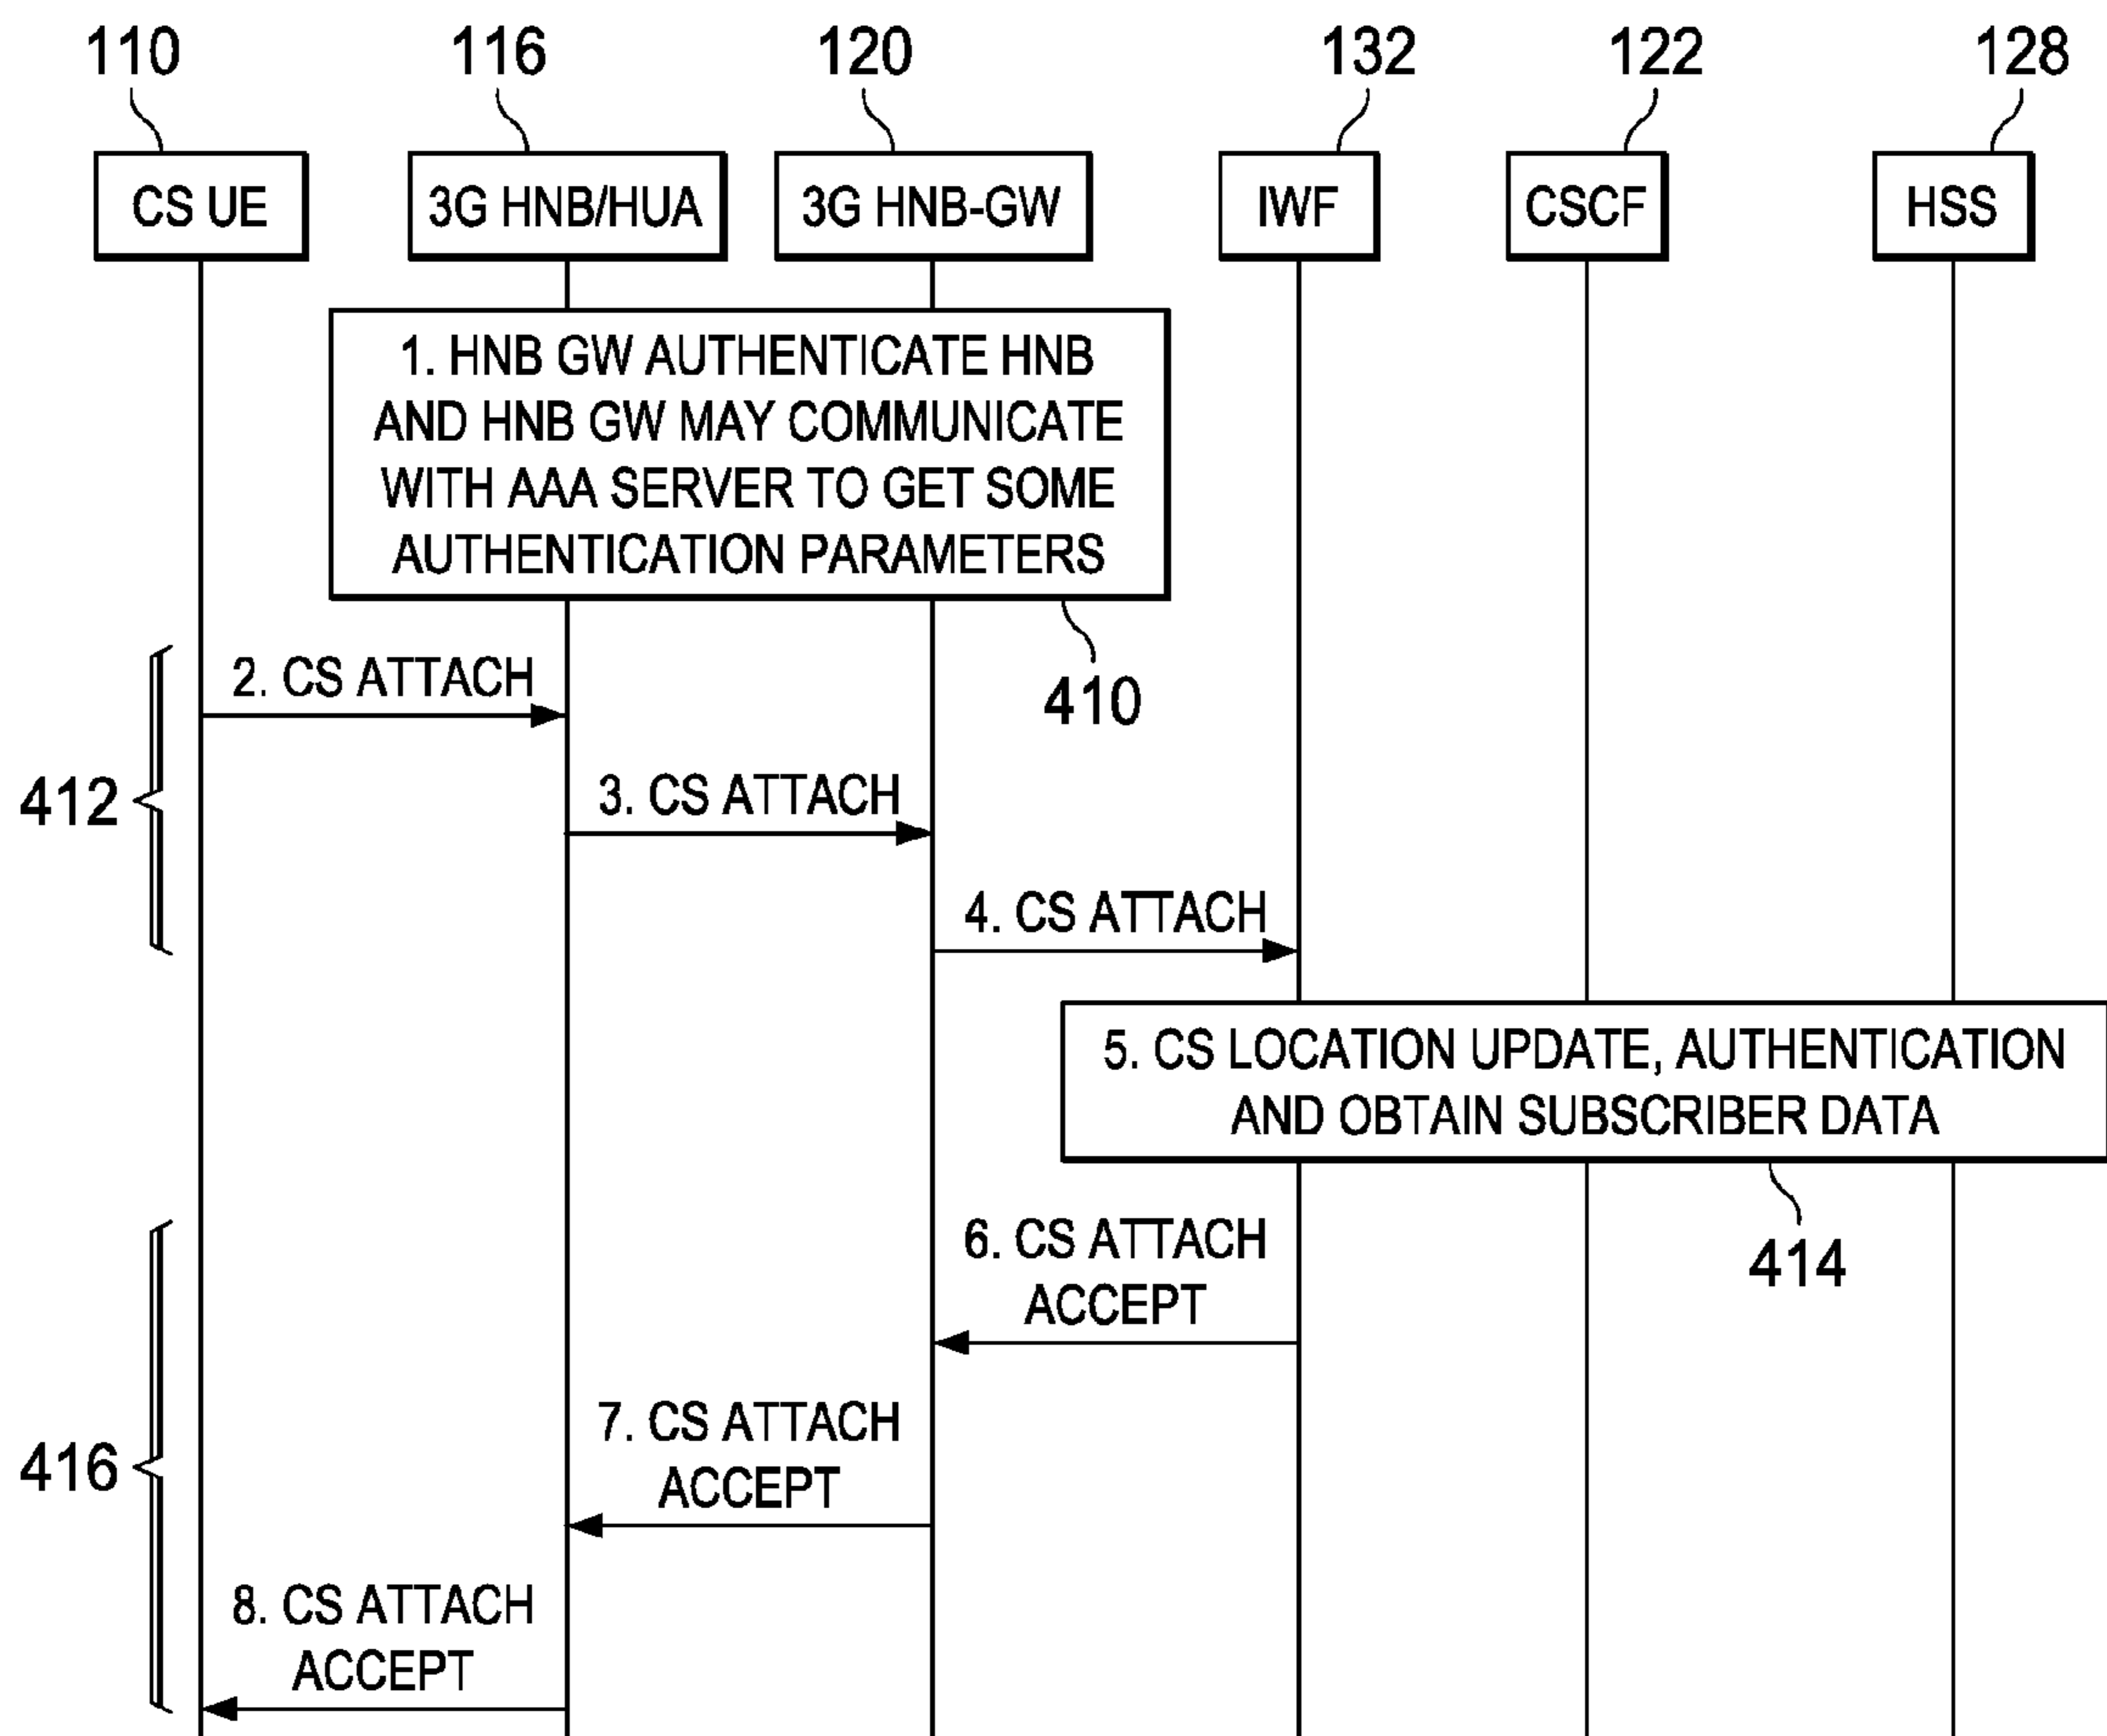 110
116
120
132
122
128
CS UE
3G HNB/HUA
3G HNB-GW
IWF
CSCF
HSS
1. HNB GW AUTHENTICATE HNB
AND HNB GW MAY COMMUNICATE
WITH AAA SERVER TO GET SOME
AUTHENTICATION PARAMETERS
410
2. CS ATTACH
412
3. CS ATTACH
4. CS ATTACH
5. CS LOCATION UPDATE, AUTHENTICATION
AND OBTAIN SUBSCRIBER DATA
414
6. CS ATTACH
ACCEPT
416
7. CS ATTACH
ACCEPT
8. CS ATTACH
ACCEPT